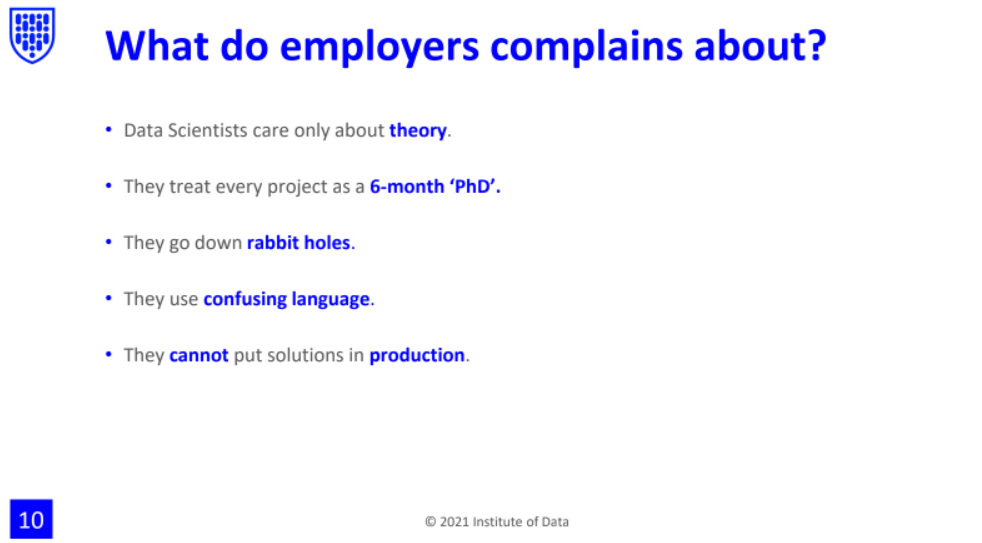 What do employers complains about?
• Data Scientists care only about theory.
• They treat every project as a 6-month ‘PhD’.
• They go down rabbit holes.
• They use confusing language.
• They cannot put solutions in production.
10
© 2021 Institute of Data